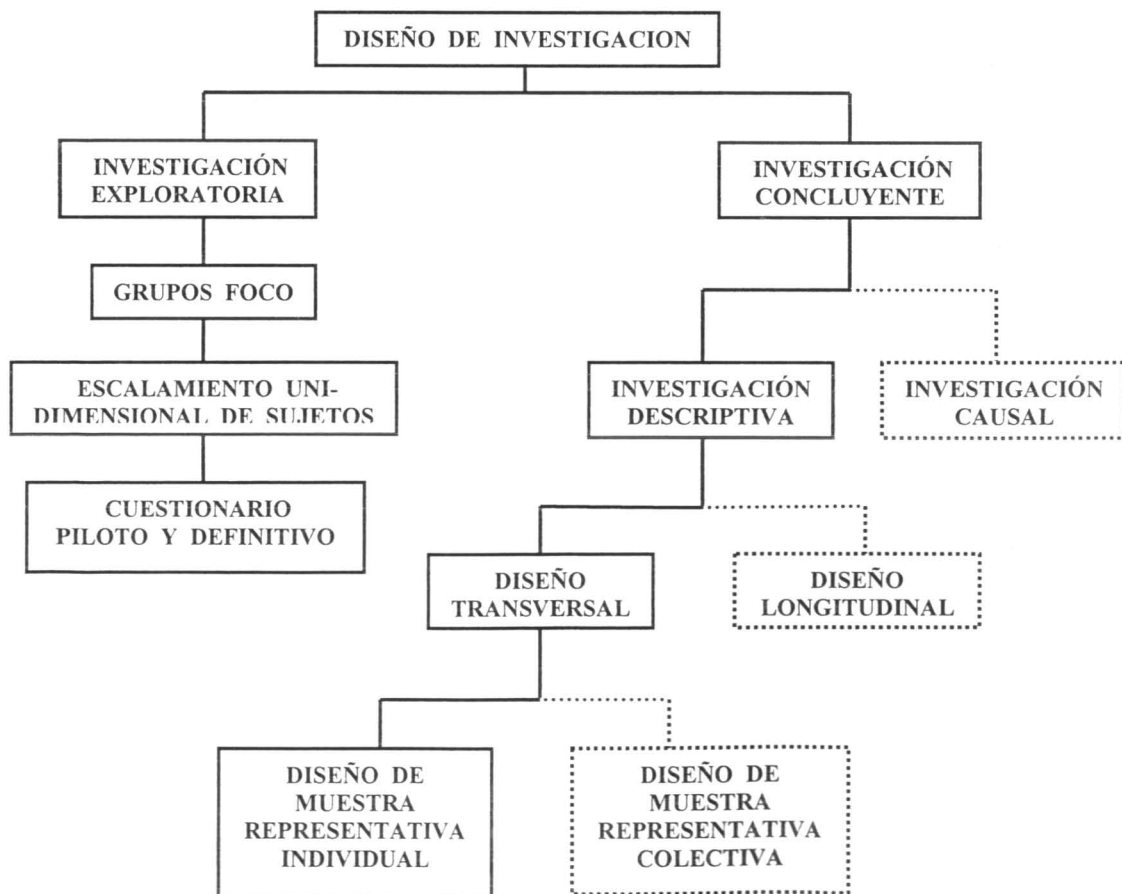 DISEÑO DE INVESTIGACION
INVESTIGACIÓN
EXPLORATORIA
INVESTIGACIÓN
CONCLUYENTE
GRUPOS FOCO
ESCALAMIENTO UNI-
DIMENSIONAL DE SUJETOS
INVESTIGACIÓN
DESCRIPTIVA
INVESTIGACIÓN
CAUSAL
CUESTIONARIO
PILOTO Y DEFINITIVO
DISEÑO
TRANSVERSAL
DISEÑO
LONGITUDINAL
DISEÑO DE
MUESTRA
REPRESENTATIVA
INDIVIDUAL
DISEÑO DE
MUESTRA
REPRESENTATIVA
COLECTIVA